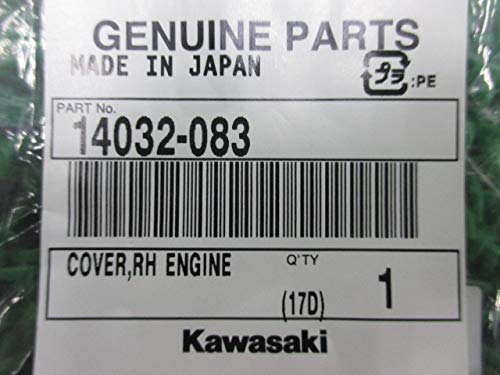 GENUINE PARTS
MADE IN JAPAN
プラ :PE
PART No.
14032-083
COVER,RH ENGINE Q'TY
(17D) 1
Kawasaki